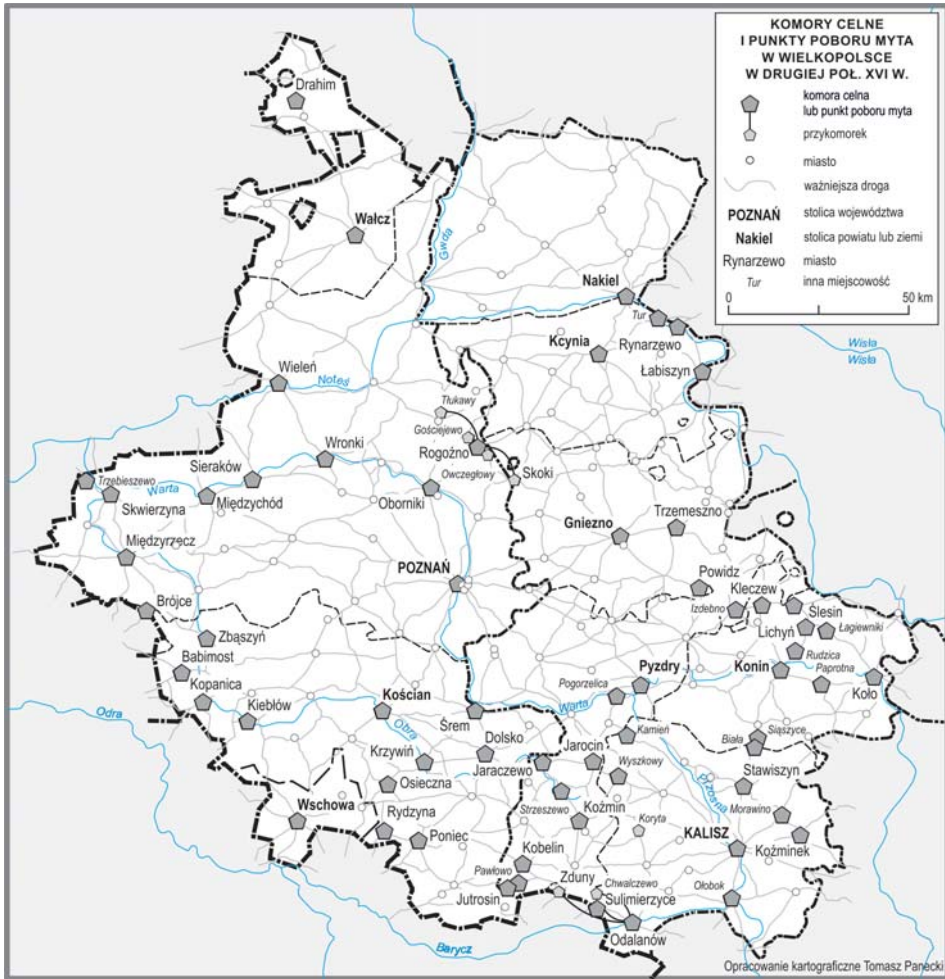 KOMORY CELNE
I PUNKTY POBORU MYTA
W WIELKOPOLSCE
W DRUGIEJ POŁ. XVI W.
komora celna
lub punkt poboru myta
przykomorek
miasto
ważniejsza droga
POZNAŃ stolica województwa
Nakiel stolica powiatu lub ziemi
Rynarzewo miasto
Tur inna miejscowość
0 50 km
Drahim
Wałcz
Gwda
Nakiel
Tur
Rynarzewo
Kcynia
Łabiszyn
Wisła
Wisła
Wieleń
Noteś
Tłukawy
Gościejewo
Rogoźno
Owczegłowy
Skoki
Wronki
Sieraków
Trzebieszewo
Warta
Skwierzyna
Międzychód
Oborniki
Gniezno
Trzemeszno
Międzyrzecz
POZNAŃ
Powidz
Kleczew
Izdebno
Ślesin
Brójce
Lichyń
Łagiewniki
Zbąszyń
Rudzica
Babimost
Pyzdry
Konin
Paprotna
Kopanica
Pogorzelica
Koło
Kościan
Warta
Kiebłów
Odra
Obra
Śrem
Kamień
Siąszyce
Biała
Dolsko
Jarocin
Krzywiń
Jaraczewo
Wyszkowy
Prosna
Stawiszyn
Osieczna
Strzeszewo
Koźmin
Morawino
Wschowa
Rydzyna
Koryta
KALISZ
Poniec
Koźminek
Kobelin
Pawłowo
Zduny
Chwalczewo
Ołobok
Jutrosin
Sulimierzyce
Odalanów
Barycz
Opracowanie kartograficzne Tomasz Panecki